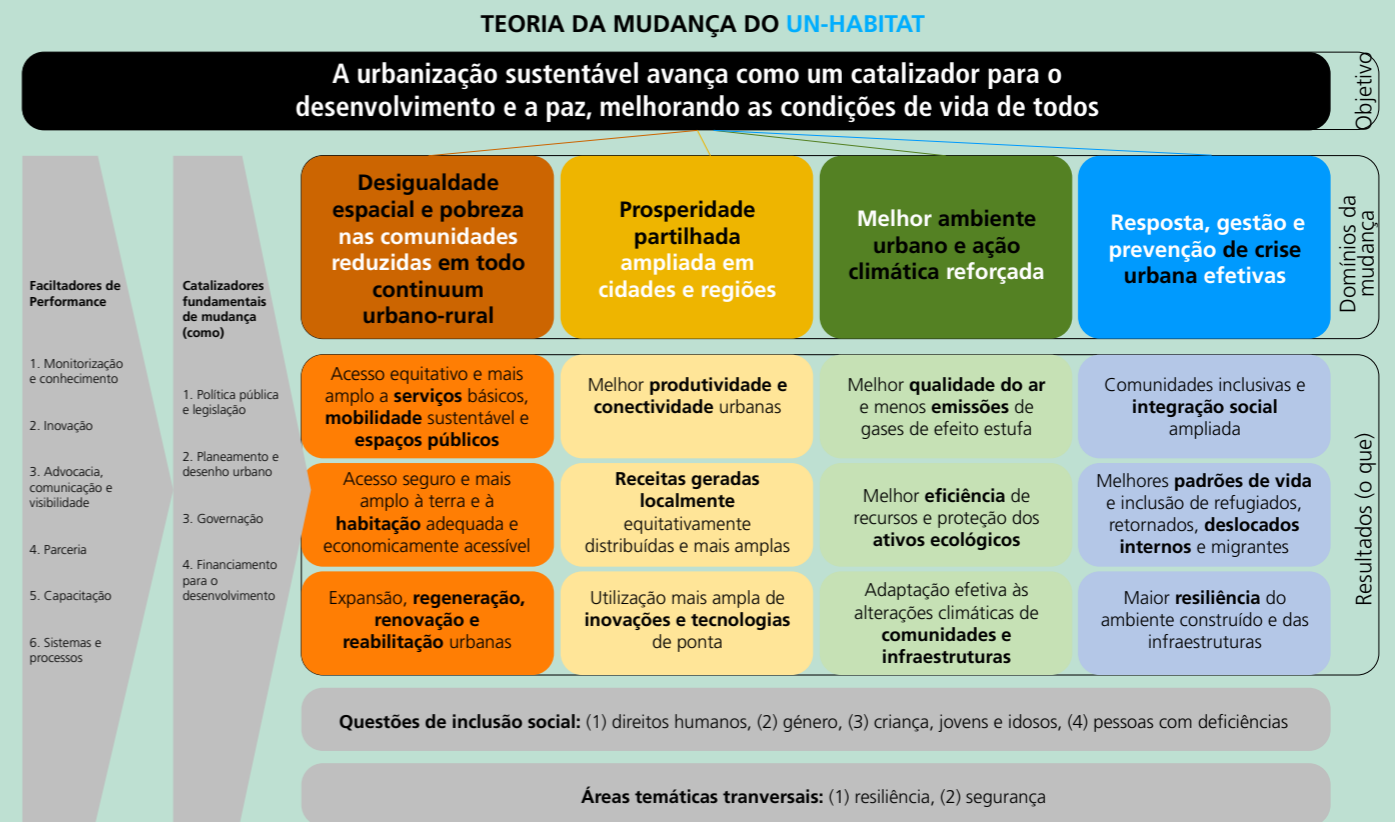 TEORIA DA MUDANÇA DO UN-HABITAT
A urbanização sustentável avança como um catalizador para o
desenvolvimento e a paz, melhorando as condições de vida de todos
Objetivo
Faciltadores de
Performance
1. Monitorização
e conhecimento
2. Inovação
3. Advocacia,
comunicação e
visibilidade
4. Parceria
5. Capacitação
6. Sistemas e
processos
Catalizadores
fundamentais
de mudança
(como)
1. Política pública
e legislação
2. Planeamento e
desenho urbano
3. Governação
4. Financiamento
para o
desenvolvimento
Desigualdade
espacial e pobreza
nas comunidades
reduzidas em todo
continuum
urbano-rural
Prosperidade
partilhada
ampliada em
cidades e regiões
Melhor ambiente
urbano e ação
climática reforçada
Resposta, gestão e
prevenção de crise
urbana efetivas
Domínios da
mudança
Acesso equitativo e mais
amplo a serviços básicos,
mobilidade sustentável e
espaços públicos
Melhor produtividade e
conectividade urbanas
Melhor qualidade do ar
e menos emissões de
gases de efeito estufa
Comunidades inclusivas e
integração social
ampliada
Acesso seguro e mais
amplo à terra e à
habitação adequada e
economicamente acessível
Receitas geradas
localmente
equitativamente
distribuídas e mais amplas
Melhor eficiência de
recursos e proteção dos
ativos ecológicos
Melhores padrões de vida
e inclusão de refugiados,
retornados, deslocados
internos e migrantes
Expansão, regeneração,
renovação e
reabilitação urbanas
Utilização mais ampla de
inovações e tecnologias
de ponta
Adaptação efetiva às
alterações climáticas de
comunidades e
infraestruturas
Maior resiliência do
ambiente construído e das
infraestruturas
Resultados (o que)
Questões de inclusão social: (1) direitos humanos, (2) género, (3) criança, jovens e idosos, (4) pessoas com deficiências
Áreas temáticas tranversais: (1) resiliência, (2) segurança